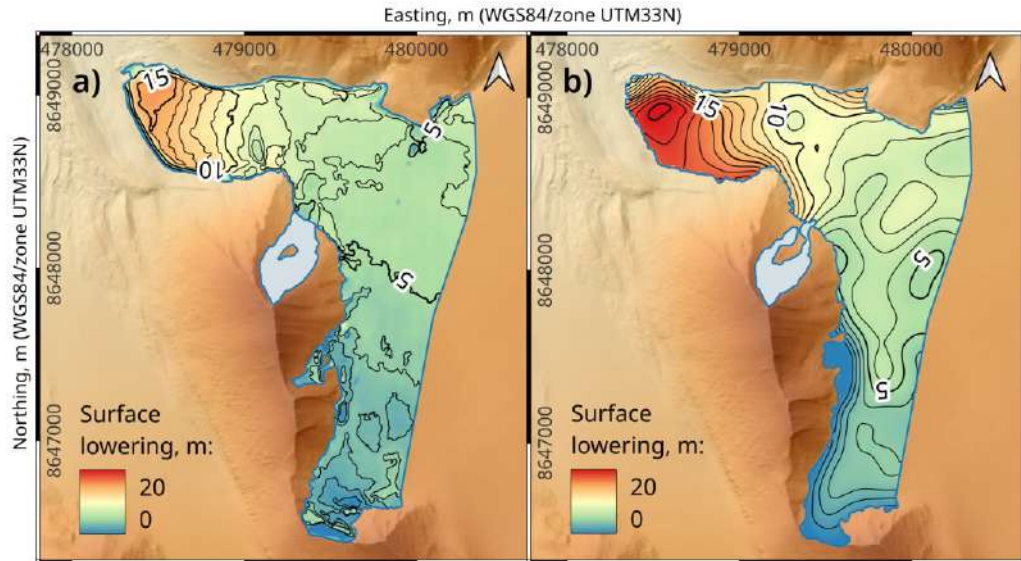 Easting, m (WGS84/zone UTM33N)
478000 479000 480000 478000 479000 480000
Northing, m (WGS84/zone UTM33N)
8649000
8648000
8647000
a)
15
10
5
5
Surface
lowering, m:
20
0
8649000
8648000
8647000
b)
15
10
5
5
Surface
lowering, m:
20
0